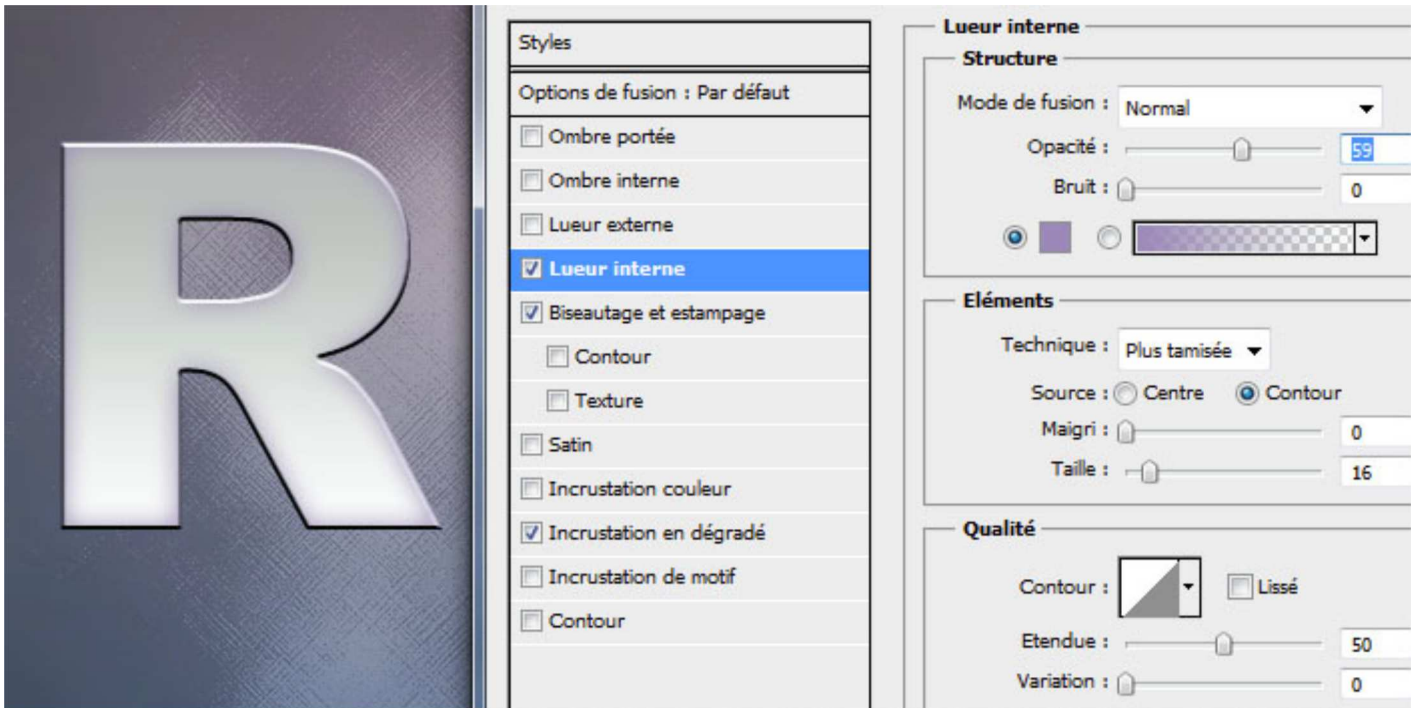 R
Styles
Options de fusion : Par défaut
Ombre portée
Ombre interne
Lueur externe
Lueur interne
Biseautage et estampage
Contour
Texture
Satin
Incrustation couleur
Incrustation en dégradé
Incrustation de motif
Contour
Lueur interne
Structure
Mode de fusion : Normal
Opacité : 59
Bruit : 0
Eléments
Technique : Plus tamisée
Source : Centre Contour
Maigri : 0
Taille : 16
Qualité
Contour : Lissé
Etendue : 50
Variation : 0